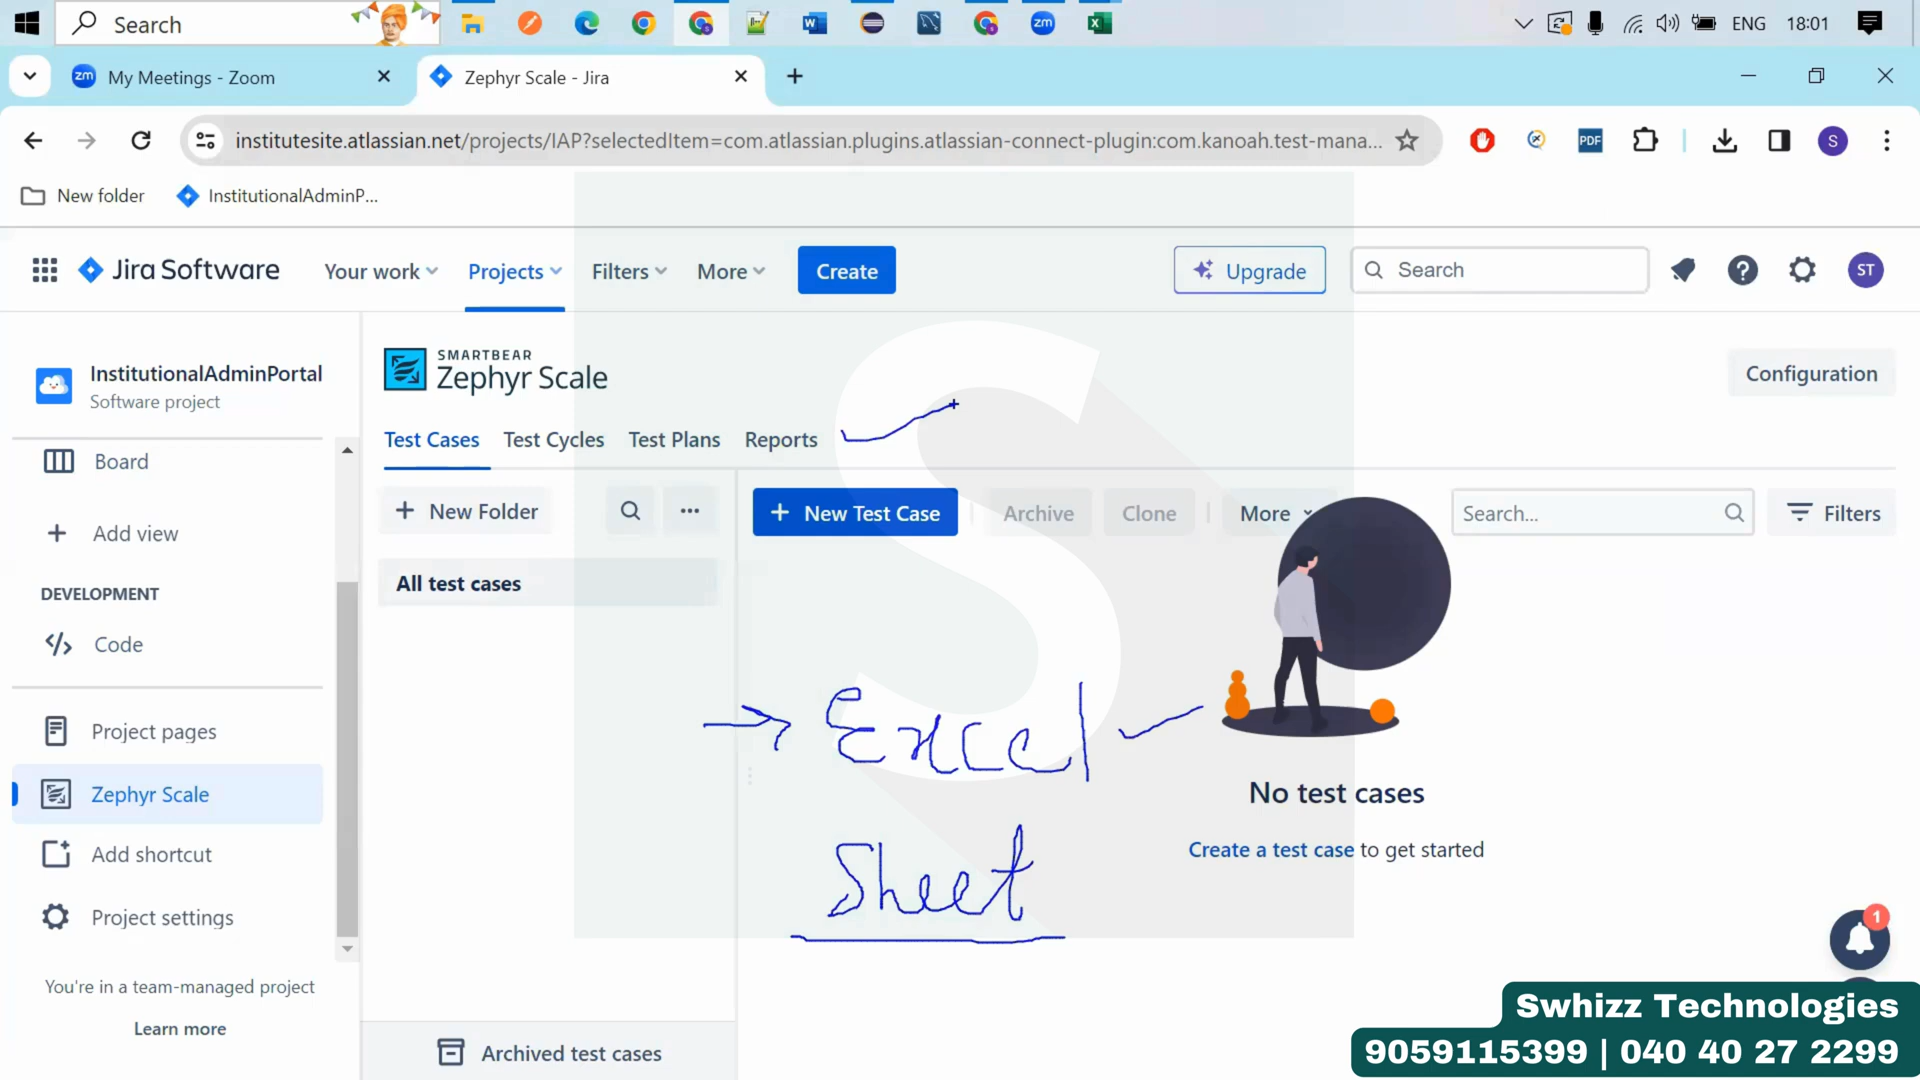 Search
ENG
18:01
zm My Meetings - Zoom
Zephyr Scale - Jira
institutesite.atlassian.net/projects/IAP?selectedItem=com.atlassian.plugins.atlassian-connect-plugin:com.kanoah.test-mana...
PDF
S
New folder
InstitutionalAdminP...
Jira Software
Your work
Projects
Filters
More
Create
Upgrade
Search
ST
InstitutionalAdminPortal
Software project
SMARTBEAR
Zephyr Scale
Configuration
Board
Add view
DEVELOPMENT
Code
Project pages
Zephyr Scale
Add shortcut
Project settings
You're in a team-managed project
Learn more
Test Cases
Test Cycles
Test Plans
Reports
+ New Folder
...
+ New Test Case
Archive
Clone
More
Search...
Filters
All test cases
Excel
Sheet
No test cases
Create a test case to get started
Archived test cases
1
Swhizz Technologies
9059115399 | 040 40 27 2299